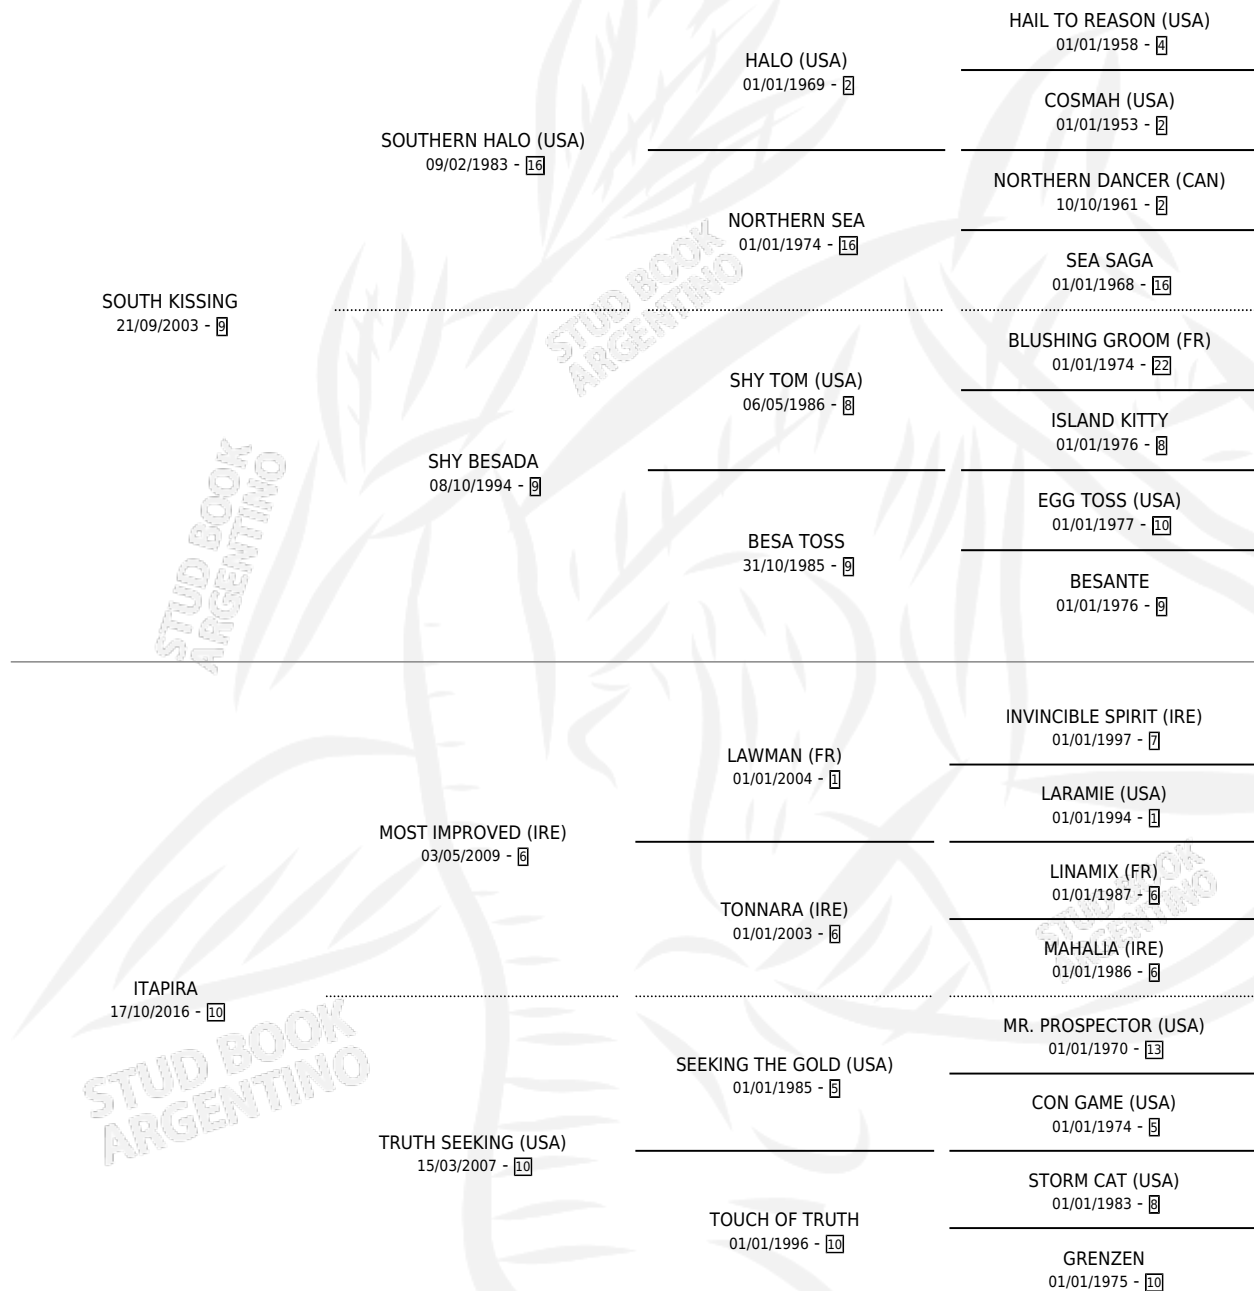 HAIL TO REASON (USA)
01/01/1958 - 4
HALO (USA)
01/01/1969 - 2
COSMAH (USA)
01/01/1953 - 2
SOUTHERN HALO (USA)
09/02/1983 - 16
NORTHERN DANCER (CAN)
10/10/1961 - 2
NORTHERN SEA
01/01/1974 - 16
SEA SAGA
01/01/1968 - 16
SOUTH KISSING
21/09/2003 - 9
BLUSHING GROOM (FR)
01/01/1974 - 22
SHY TOM (USA)
06/05/1986 - 8
ISLAND KITTY
01/01/1976 - 8
SHY BESADA
08/10/1994 - 9
EGG TOSS (USA)
01/01/1977 - 10
BESA TOSS
31/10/1985 - 9
BESANTE
01/01/1976 - 9
INVINCIBLE SPIRIT (IRE)
01/01/1997 - 7
LAWMAN (FR)
01/01/2004 - 1
LARAMIE (USA)
01/01/1994 - 1
MOST IMPROVED (IRE)
03/05/2009 - 6
LINAMIX (FR)
01/01/1987 - 6
TONNARA (IRE)
01/01/2003 - 6
MAHALIA (IRE)
01/01/1986 - 6
ITAPIRA
17/10/2016 - 10
MR. PROSPECTOR (USA)
01/01/1970 - 13
SEEKING THE GOLD (USA)
01/01/1985 - 5
CON GAME (USA)
01/01/1974 - 5
TRUTH SEEKING (USA)
15/03/2007 - 10
STORM CAT (USA)
01/01/1983 - 8
TOUCH OF TRUTH
01/01/1996 - 10
GRENZEN
01/01/1975 - 10
STUD BOOK
ARGENTINO
STUD BOOK
ARGENTINO
STUD BOOK
ARGENTINO
STUD BOOK
ARGENTINO